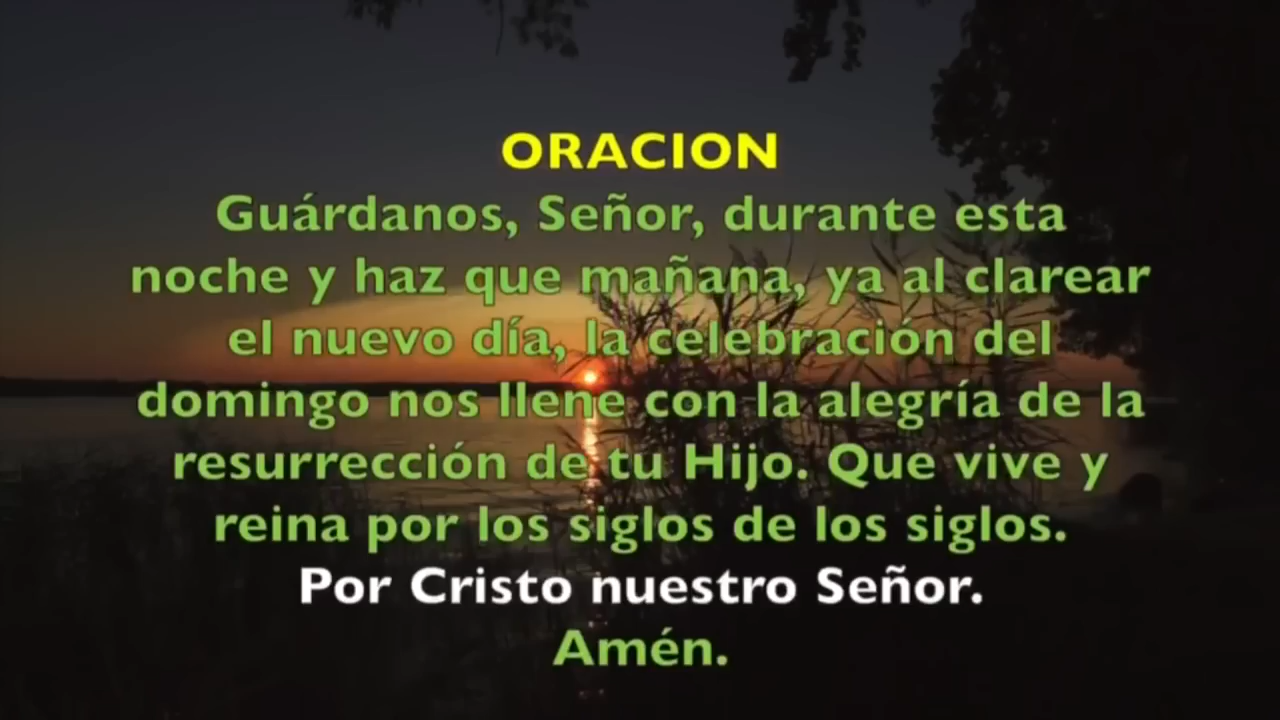 ORACION
Guárdanos, Señor, durante esta
noche y haz que mañana, ya al clarear
el nuevo día, la celebración del
domingo nos llene con la alegría de la
resurrección de tu Hijo. Que vive y
reina por los siglos de los siglos.
Por Cristo nuestro Señor.
Amén.